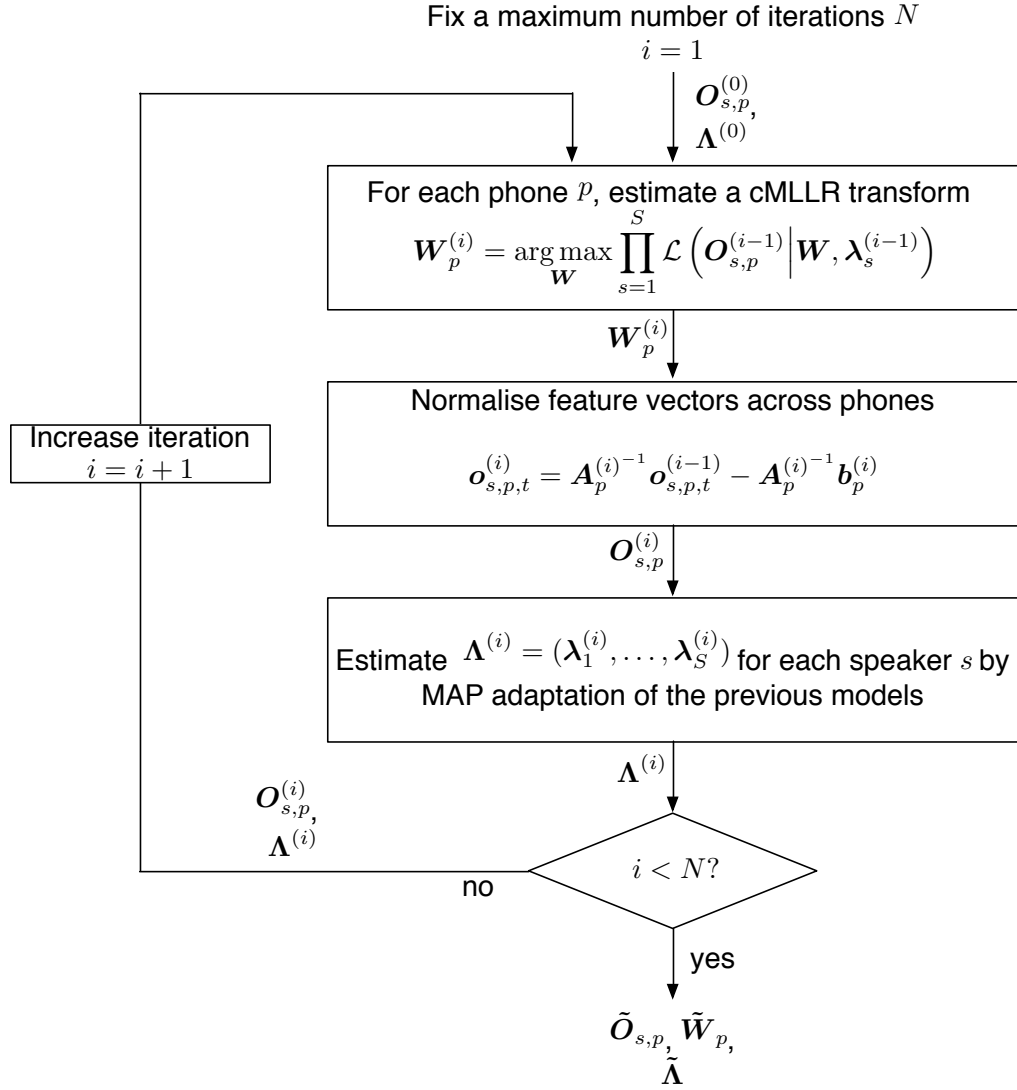 Fix a maximum number of iterations N
i = 1
O_{s,p}^{(0)},
Λ^{(0)}
For each phone p, estimate a cMLLR transform
W_p^{(i)} = arg max_W ∏_{s=1}^{S} L ( O_{s,p}^{(i−1)} | W, λ_s^{(i−1)} )
W_p^{(i)}
Normalise feature vectors across phones
o_{s,p,t}^{(i)} = A_p^{(i)^{-1}} o_{s,p,t}^{(i−1)} − A_p^{(i)^{-1}} b_p^{(i)}
Increase iteration
i = i + 1
O_{s,p}^{(i)}
Estimate Λ^{(i)} = (λ_1^{(i)}, . . . , λ_S^{(i)}) for each speaker s by
MAP adaptation of the previous models
Λ^{(i)}
O_{s,p}^{(i)},
Λ^{(i)}
i < N?
no
yes
Õ_{s,p}, W̃_p,
Λ̃